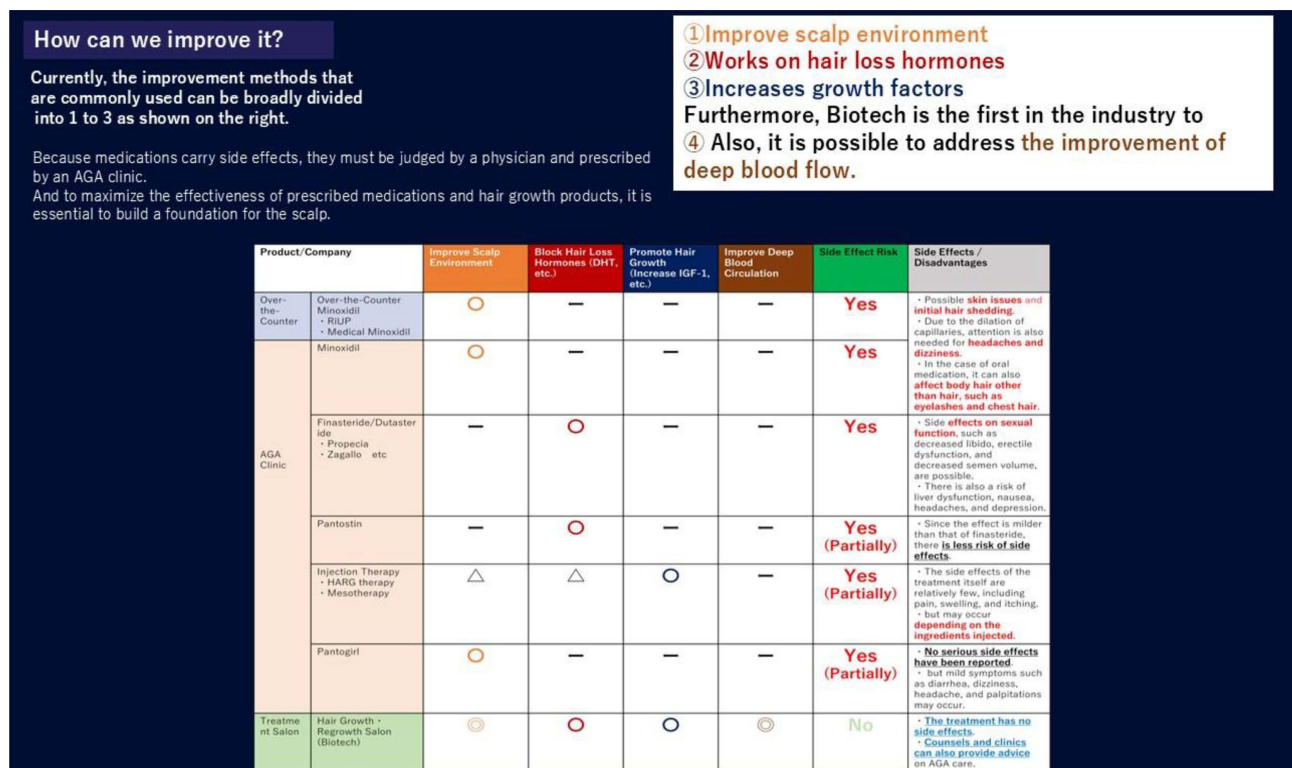 How can we improve it?
Currently, the improvement methods that
are commonly used can be broadly divided
into 1 to 3 as shown on the right.
Because medications carry side effects, they must be judged by a physician and prescribed
by an AGA clinic.
And to maximize the effectiveness of prescribed medications and hair growth products, it is
essential to build a foundation for the scalp.
①Improve scalp environment
②Works on hair loss hormones
③Increases growth factors
Furthermore, Biotech is the first in the industry to
④ Also, it is possible to address the improvement of
deep blood flow.
Product/Company
Improve Scalp
Environment
Block Hair Loss
Hormones (DHT,
etc.)
Promote Hair
Growth
(Increase IGF-1,
etc.)
Improve Deep
Blood
Circulation
Side Effect Risk
Side Effects /
Disadvantages
Over-
the-
Counter
Over-the-Counter
Minoxidil
・RiUP
・Medical Minoxidil
○
—
—
—
Yes
・Possible skin issues and
initial hair shedding.
・Due to the dilation of
capillaries, attention is also
needed for headaches and
dizziness.
・In the case of oral
medication, it can also
affect body hair other
than hair, such as
eyelashes and chest hair.
AGA
Clinic
Minoxidil
○
—
—
—
Yes
Finasteride/Dutaster
ide
・Propecia
・Zagallo etc
—
○
—
—
Yes
・Side effects on sexual
function, such as
decreased libido, erectile
dysfunction, and
decreased semen volume,
are possible.
・There is also a risk of
liver dysfunction, nausea,
headaches, and depression.
Pantostin
—
○
—
—
Yes
(Partially)
・Since the effect is milder
than that of finasteride,
there is less risk of side
effects.
Injection Therapy
・HARG therapy
・Mesotherapy
△
△
○
—
Yes
(Partially)
・The side effects of the
treatment itself are
relatively few, including
pain, swelling, and itching.
・but may occur
depending on the
ingredients injected.
Pantogirl
○
—
—
—
Yes
(Partially)
・No serious side effects
have been reported.
・but mild symptoms such
as diarrhea, dizziness,
headache, and palpitations
may occur.
Treatme
nt Salon
Hair Growth・
Regrowth Salon
(Biotech)
◎
○
○
◎
No
・The treatment has no
side effects.
・Counsels and clinics
can also provide advice
on AGA care.